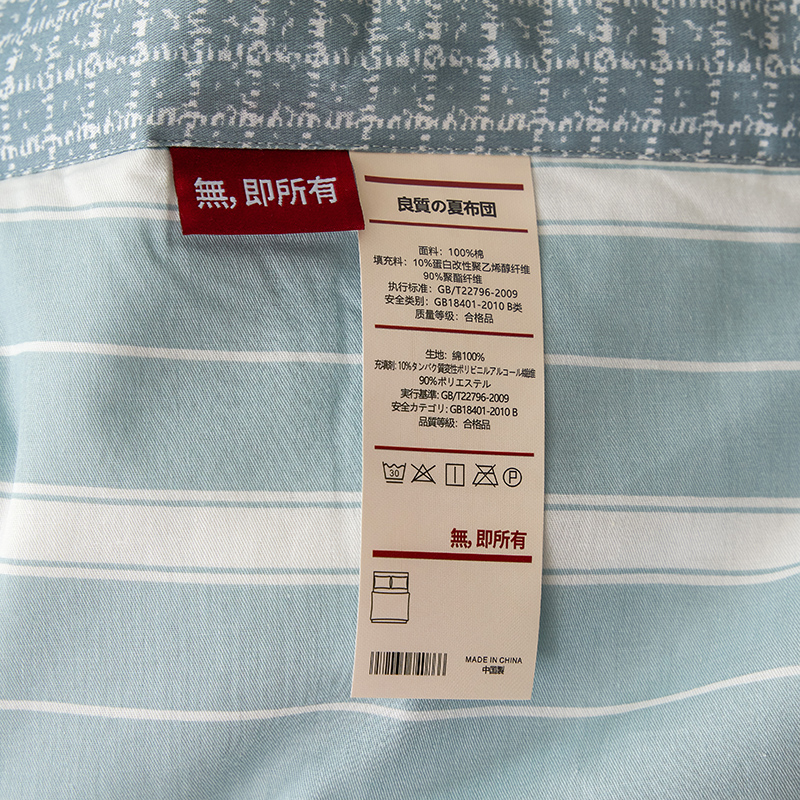 無,即所有
良質の夏布団
面料：100%棉
填充料：10%蛋白改性聚乙烯醇纤维
90%聚酯纤维
执行标准：GB/T22796-2009
安全类别：GB18401-2010 B类
质量等级：合格品
生地：綿100%
充填剤:10%タンパク質変性ポリビニルアルコール繊維
90%ポリエステル
実行基準: GB/T22796-2009
安全カテゴリ: GB18401-2010 B
品質等級：合格品
30
P
無,即所有
MADE IN CHINA
中国製